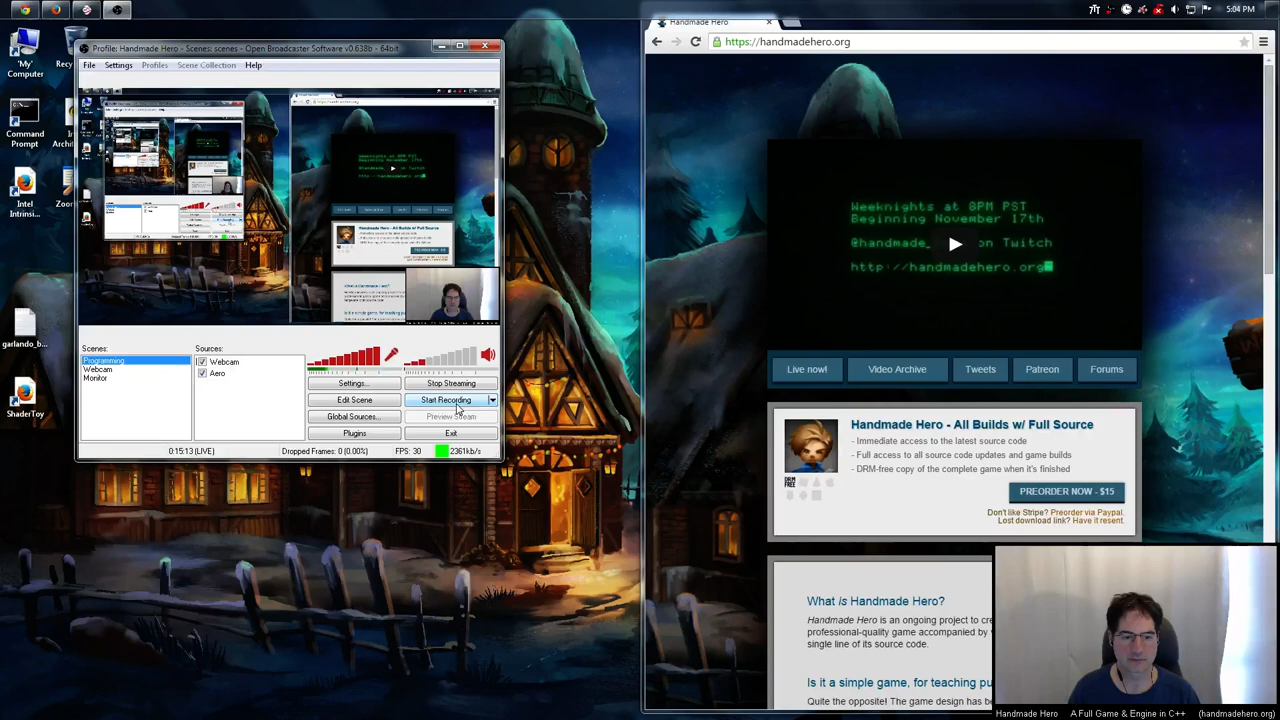 5:04 PM
Profile: Handmade Hero - Scenes: scenes - Open Broadcaster Software v0.638b - 64bit
File Settings Profiles Scene Collection Help
Scenes:
Programming
Webcam
Monitor
Sources:
Webcam
Aero
Settings...
Stop Streaming
Edit Scene
Start Recording
Global Sources...
Preview Stream
Plugins
Exit
0:15:13 (LIVE)
Dropped Frames: 0 (0.00%)
FPS: 30
2361kb/s
'My'
Computer
Command
Prompt
Intel
Intrinsi...
garlando_b...
ShaderToy
Handmade Hero
https://handmadehero.org
Weeknights at 8PM PST
Beginning November 17th
@handmade_ on Twitch
http://handmadehero.org
Live now!
Video Archive
Tweets
Patreon
Forums
Handmade Hero - All Builds w/ Full Source
- Immediate access to the latest source code
- Full access to all source code updates and game builds
- DRM-free copy of the complete game when it's finished
DRM
FREE
PREORDER NOW - $15
Don't like Stripe? Preorder via Paypal.
Lost download link? Have it resent.
What is Handmade Hero?
Handmade Hero is an ongoing project to
professional-quality game accompanied by
single line of its source code.
Is it a simple game, for teaching
Quite the opposite! The game design has
Handmade Hero A Full Game & Engine in C++ (handmadehero.org)